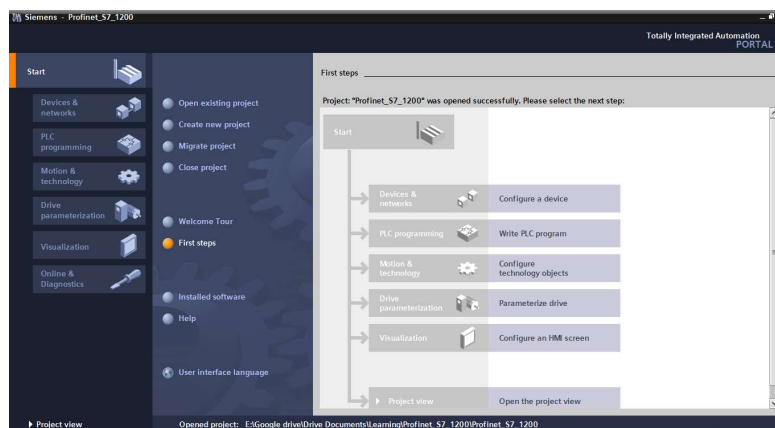 Siemens - Profinet_S7_1200
Totally Integrated Automation
PORTAL
Start
Devices &
networks
PLC
programming
Motion &
technology
Drive
parameterization
Visualization
Online &
Diagnostics
Open existing project
Create new project
Migrate project
Close project
Welcome Tour
First steps
Installed software
Help
User interface language
First steps
Project: "Profinet_S7_1200" was opened successfully. Please select the next step:
Start
Devices &
networks
Configure a device
PLC programming
Write PLC program
Motion &
technology
Configure
technology objects
Drive
parameterization
Parameterize drive
Visualization
Configure an HMI screen
Project view
Open the project view
Project view
Opened project: E:\Google drive\Drive Documents\Learning\Profinet_S7_1200\Profinet_S7_1200